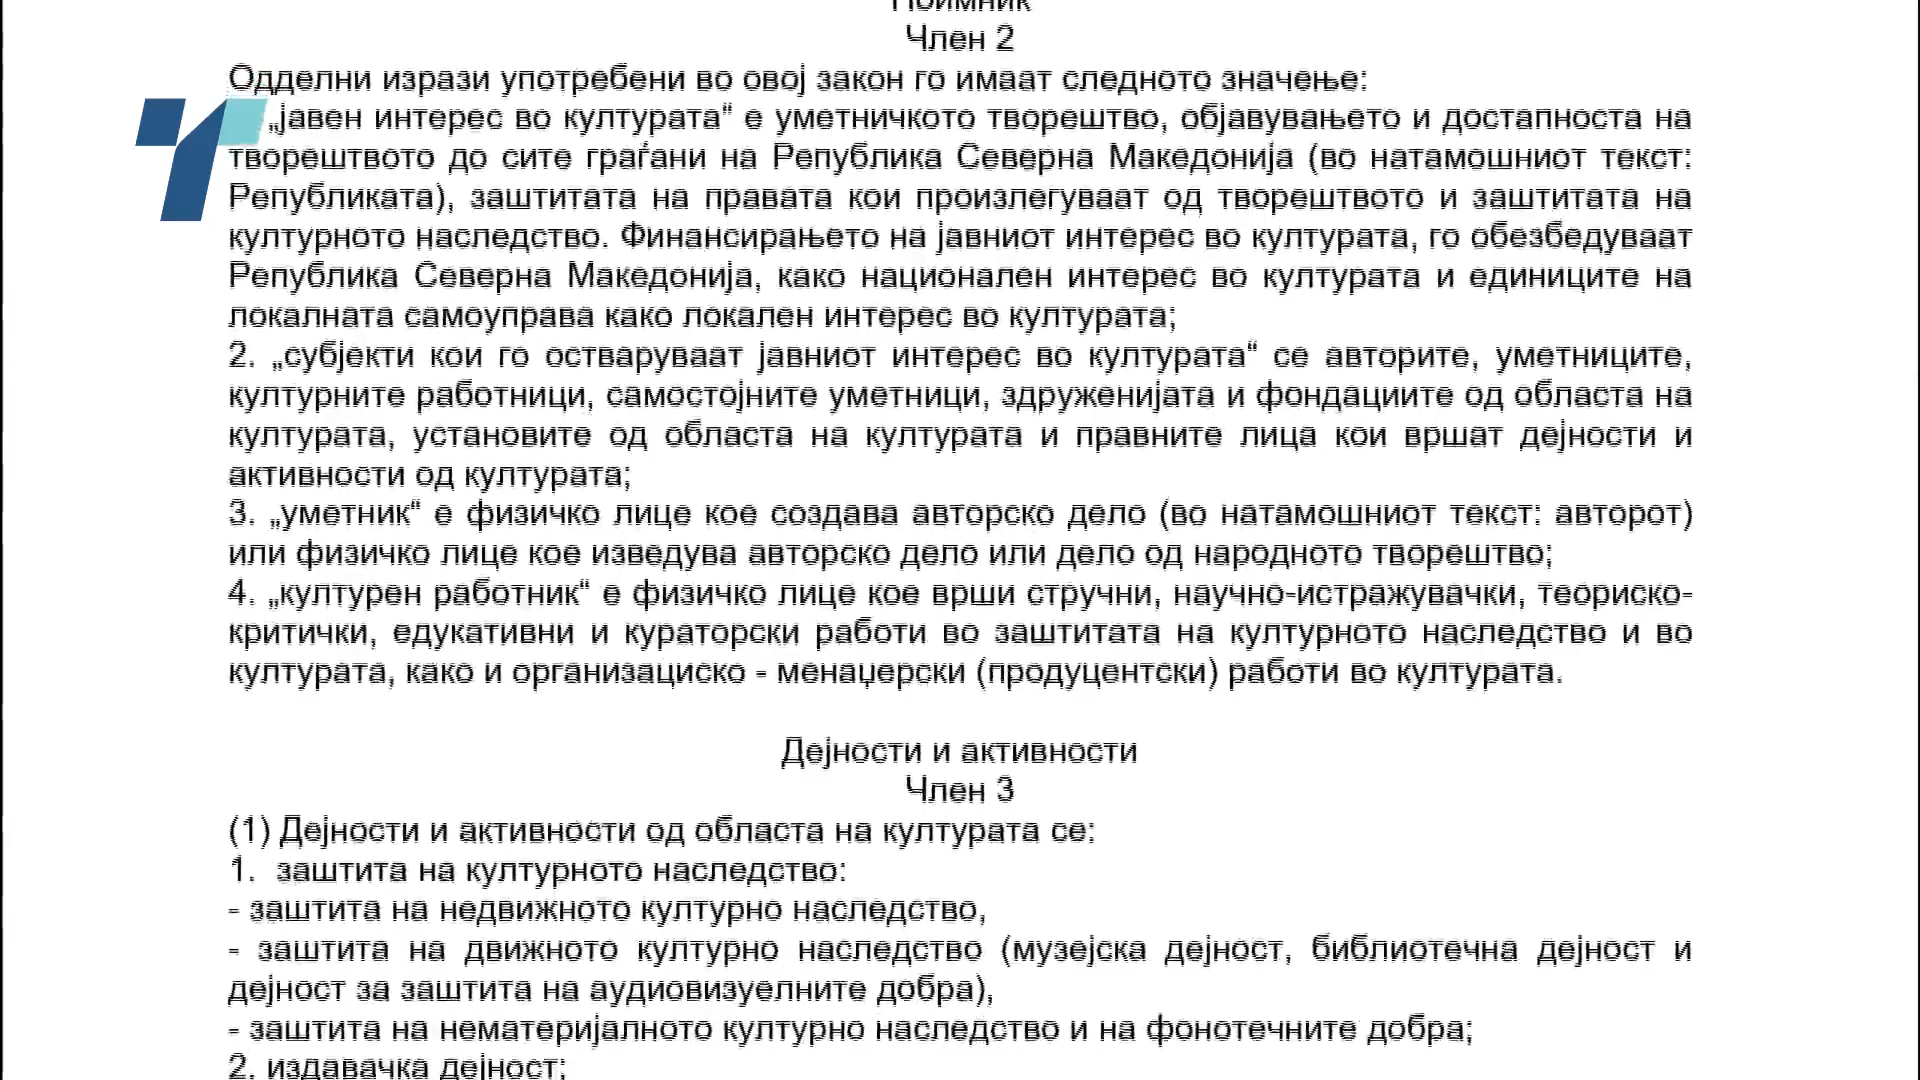 Поимник
Член 2
Одделни изрази употребени во овој закон го имаат следното значење:
„јавен интерес во културата“ е уметничкото творештво, објавувањето и достапноста на
творештвото до сите граѓани на Република Северна Македонија (во натамошниот текст:
Републиката), заштитата на правата кои произлегуваат од творештвото и заштитата на
културното наследство. Финансирањето на јавниот интерес во културата, го обезбедуваат
Република Северна Македонија, како национален интерес во културата и единиците на
локалната самоуправа како локален интерес во културата;
2. „субјекти кои го остваруваат јавниот интерес во културата“ се авторите, уметниците,
културните работници, самостојните уметници, здруженијата и фондациите од областа на
културата, установите од областа на културата и правните лица кои вршат дејности и
активности од културата;
3. „уметник“ е физичко лице кое создава авторско дело (во натамошниот текст: авторот)
или физичко лице кое изведува авторско дело или дело од народното творештво;
4. „културен работник“ е физичко лице кое врши стручни, научно-истражувачки, теориско-
критички, едукативни и кураторски работи во заштитата на културното наследство и во
културата, како и организациско - менаџерски (продуцентски) работи во културата.
Дејности и активности
Член 3
(1) Дејности и активности од областа на културата се:
1. заштита на културното наследство:
- заштита на недвижното културно наследство,
- заштита на движното културно наследство (музејска дејност, библиотечна дејност и
дејност за заштита на аудиовизуелните добра),
- заштита на нематеријалното културно наследство и на фонотечните добра;
2. издавачка дејност;